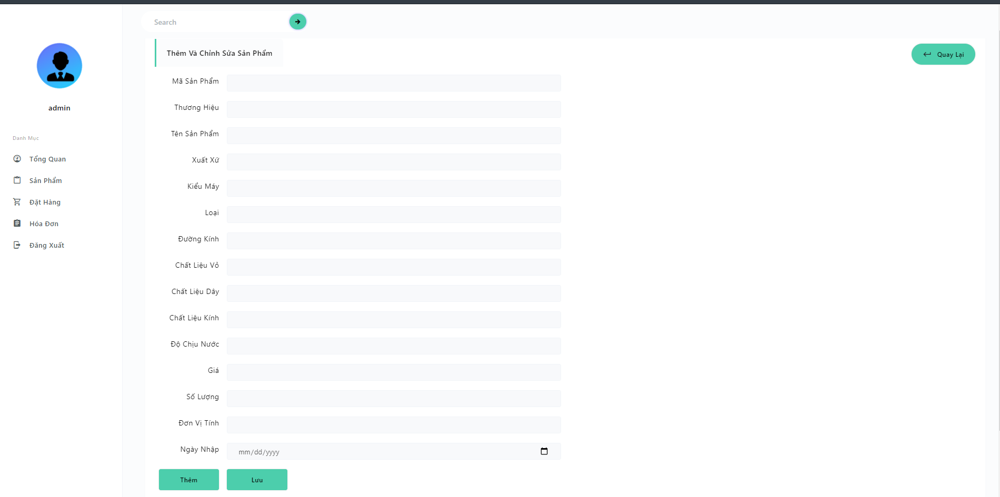 Search
admin
Danh Mục
Tổng Quan
Sản Phẩm
Đặt Hàng
Hóa Đơn
Đăng Xuất
Thêm Và Chỉnh Sửa Sản Phẩm
Quay Lại
Mã Sản Phẩm
Thương Hiệu
Tên Sản Phẩm
Xuất Xứ
Kiểu Máy
Loại
Đường Kính
Chất Liệu Vỏ
Chất Liệu Dây
Chất Liệu Kính
Độ Chịu Nước
Giá
Số Lượng
Đơn Vị Tính
Ngày Nhập
mm/dd/yyyy
Thêm
Lưu